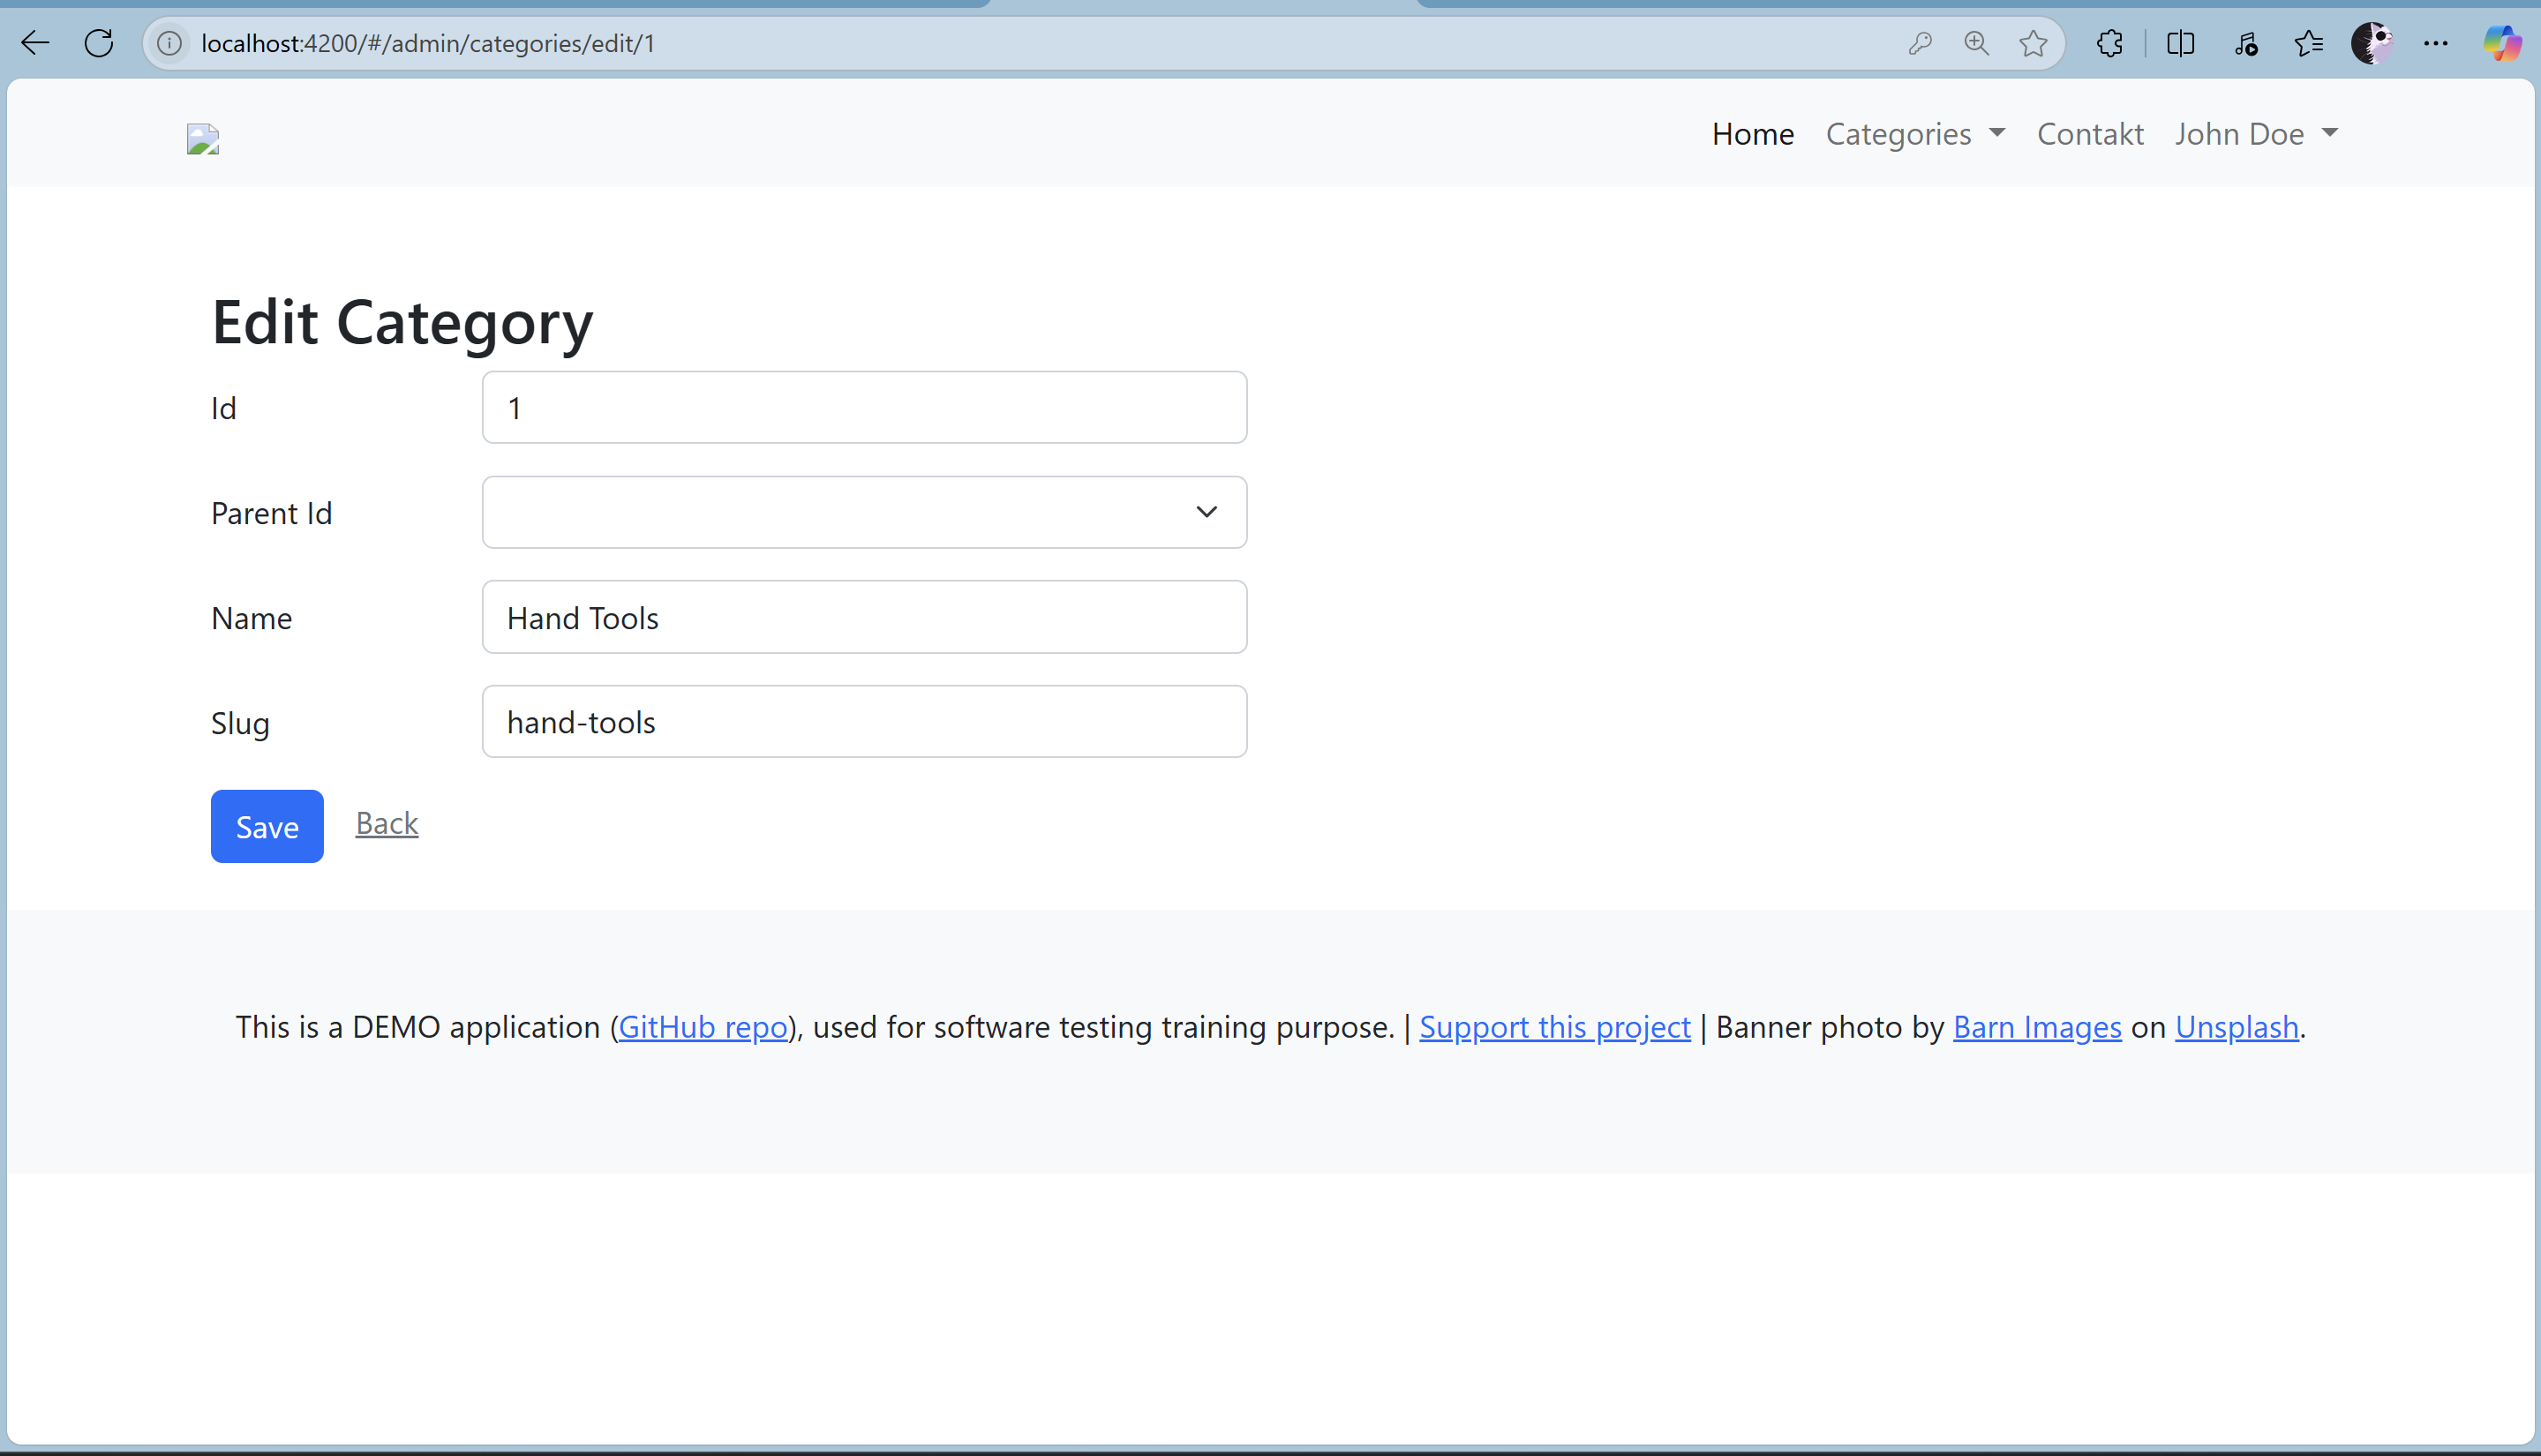 localhost:4200/#/admin/categories/edit/1
Home Categories Contakt John Doe
Edit Category
Id 1
Parent Id
Name Hand Tools
Slug hand-tools
Save Back
This is a DEMO application (GitHub repo), used for software testing training purpose. | Support this project | Banner photo by Barn Images on Unsplash.